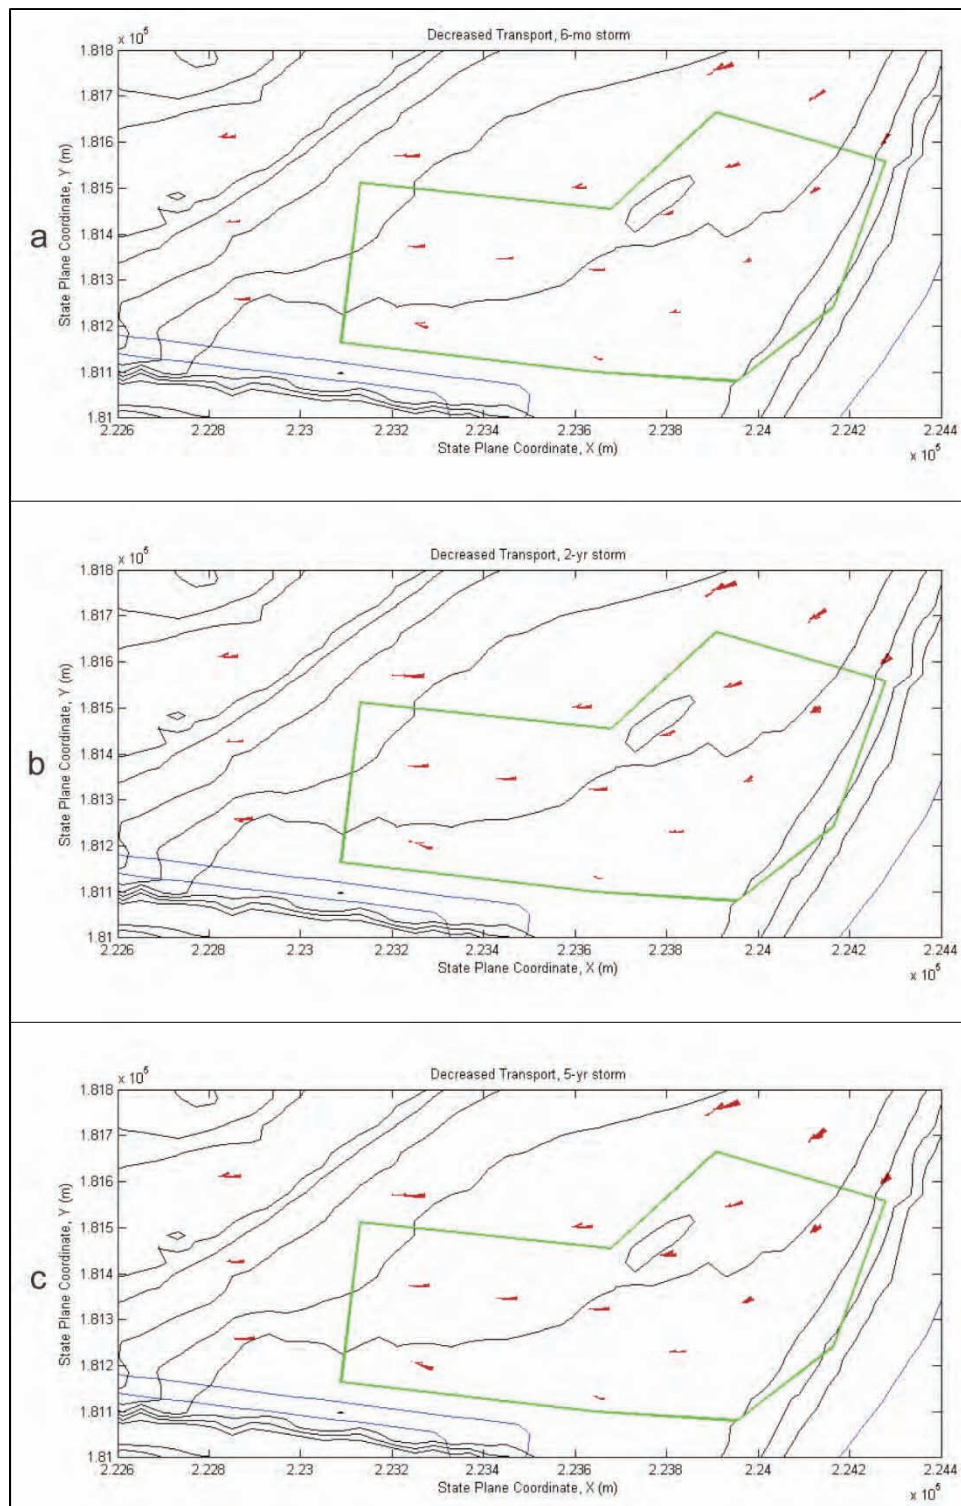 x 10^5
Decreased Transport, 6-mo storm
1.818
1.817
1.816
1.815
1.814
1.813
1.812
1.811
1.81
State Plane Coordinate, Y (m)
a
2.226 2.228 2.23 2.232 2.234 2.236 2.238 2.24 2.242 2.244
State Plane Coordinate, X (m)
x 10^5
x 10^5
Decreased Transport, 2-yr storm
1.818
1.817
1.816
1.815
1.814
1.813
1.812
1.811
1.81
State Plane Coordinate, Y (m)
b
2.226 2.228 2.23 2.232 2.234 2.236 2.238 2.24 2.242 2.244
State Plane Coordinate, X (m)
x 10^5
x 10^5
Decreased Transport, 5-yr storm
1.818
1.817
1.816
1.815
1.814
1.813
1.812
1.811
1.81
State Plane Coordinate, Y (m)
c
2.226 2.228 2.23 2.232 2.234 2.236 2.238 2.24 2.242 2.244
State Plane Coordinate, X (m)
x 10^5